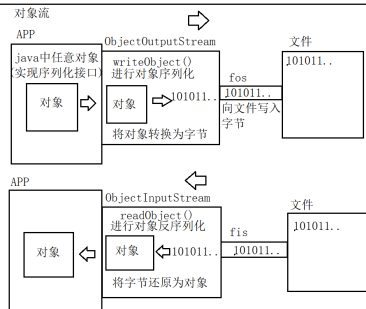 对象流
APP
ObjectOutputStream
文件
java中任意对象
(实现序列化接口)
writeObject()
进行对象序列化
101011..
对象
对象
101011..
fos
101011..
向文件写入
字节
将对象转换为字节
APP
ObjectInputStream
文件
readObject()
进行对象反序列化
fis
101011..
对象
对象
101011..
101011..
将字节还原为对象